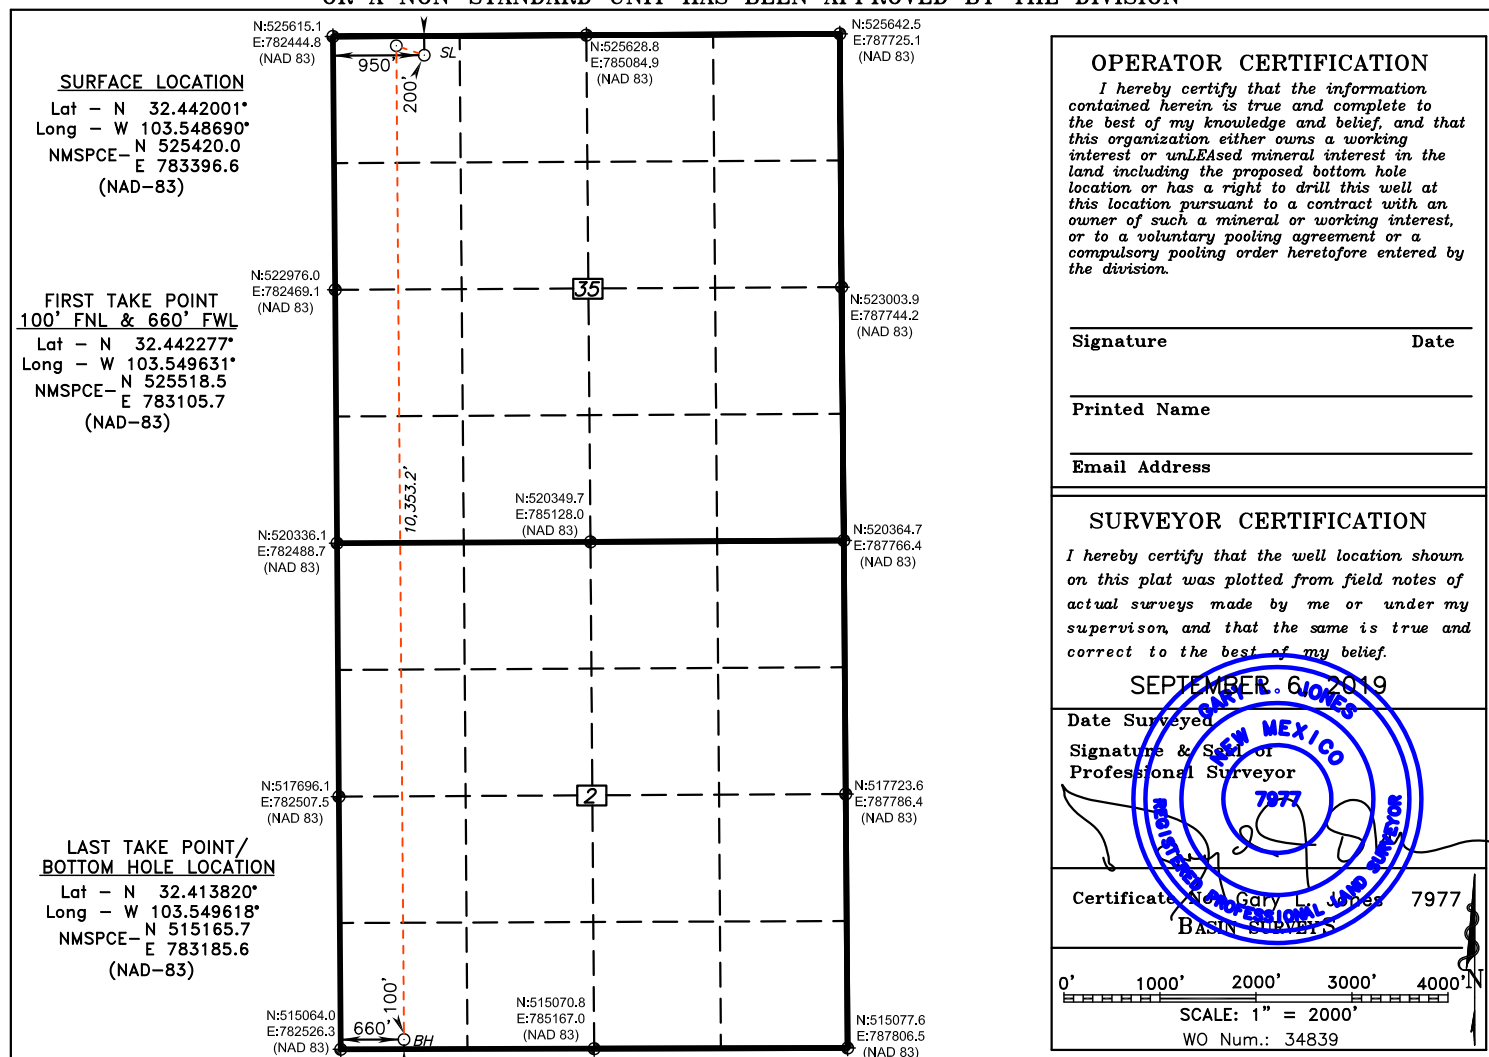 OR A NON-STANDARD UNIT HAS BEEN APPROVED BY THE DIVISION
N:525615.1
E:782444.8
(NAD 83)
N:525628.8
E:785084.9
(NAD 83)
N:525642.5
E:787725.1
(NAD 83)
950'
200'
SL
SURFACE LOCATION
Lat - N 32.442001°
Long - W 103.548690°
NMSPCE- N 525420.0
E 783396.6
(NAD-83)
N:522976.0
E:782469.1
(NAD 83)
35
N:523003.9
E:787744.2
(NAD 83)
FIRST TAKE POINT
100' FNL & 660' FWL
Lat - N 32.442277°
Long - W 103.549631°
NMSPCE- N 525518.5
E 783105.7
(NAD-83)
10,353.2'
N:520336.1
E:782488.7
(NAD 83)
N:520349.7
E:785128.0
(NAD 83)
N:520364.7
E:787766.4
(NAD 83)
N:517696.1
E:782507.5
(NAD 83)
2
N:517723.6
E:787786.4
(NAD 83)
LAST TAKE POINT/
BOTTOM HOLE LOCATION
Lat - N 32.413820°
Long - W 103.549618°
NMSPCE- N 515165.7
E 783185.6
(NAD-83)
N:515064.0
E:782526.3
(NAD 83)
660'
100'
BH
N:515070.8
E:785167.0
(NAD 83)
N:515077.6
E:787806.5
(NAD 83)
OPERATOR CERTIFICATION
I hereby certify that the information
contained herein is true and complete to
the best of my knowledge and belief, and that
this organization either owns a working
interest or unLEAsed mineral interest in the
land including the proposed bottom hole
location or has a right to drill this well at
this location pursuant to a contract with an
owner of such a mineral or working interest,
or to a voluntary pooling agreement or a
compulsory pooling order heretofore entered by
the division.
Signature Date
Printed Name
Email Address
SURVEYOR CERTIFICATION
I hereby certify that the well location shown
on this plat was plotted from field notes of
actual surveys made by me or under my
supervison, and that the same is true and
correct to the best of my belief.
SEPTEMBER 6, 2019
Date Surveyed
Signature & Seal of
Professional Surveyor
GARY L. JONES
NEW MEXICO
7977
REGISTERED PROFESSIONAL LAND SURVEYOR
Certificate No. Gary L. Jones 7977
BASIN SURVEYS
0' 1000' 2000' 3000' 4000'
N
SCALE: 1" = 2000'
WO Num.: 34839